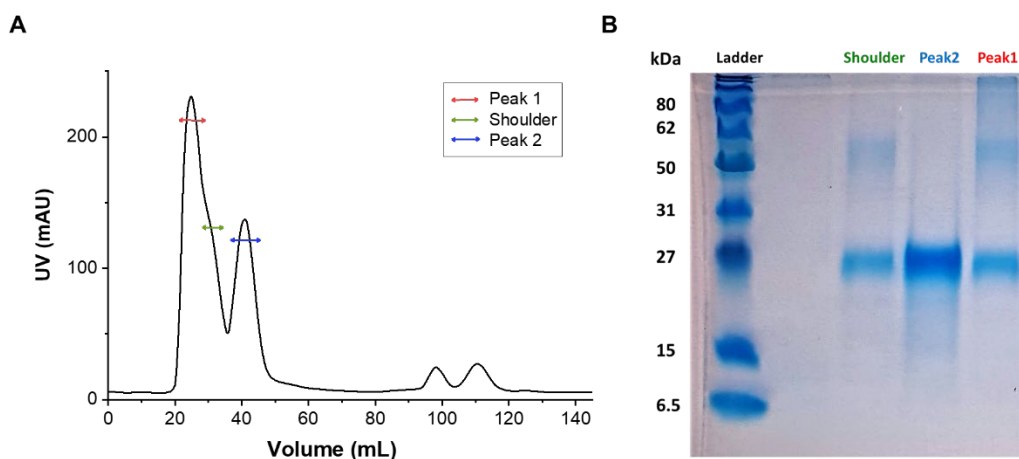 A
UV (mAU)
200
100
0
0 20 40 60 80 100 120 140
Volume (mL)
Peak 1
Shoulder
Peak 2
B
kDa Ladder Shoulder Peak2 Peak1
80
62
50
31
27
15
6.5